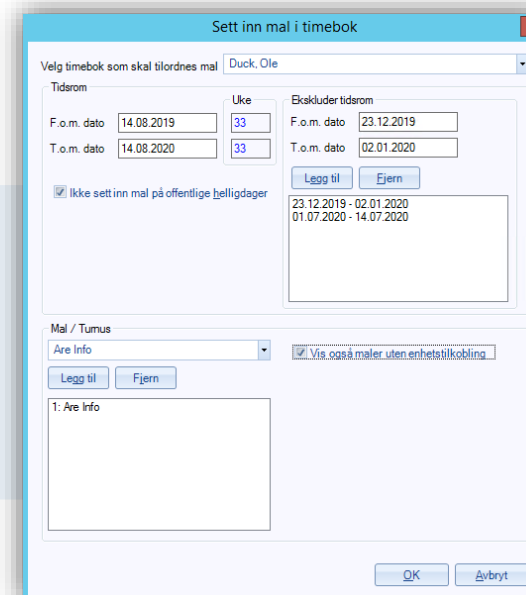 Sett inn mal i timebok
Velg timebok som skal tilordnes mal Duck, Ole
Tidsrom
Uke
F.o.m. dato 14.08.2019 33
T.o.m. dato 14.08.2020 33
Ikke sett inn mal på offentlige helligdager
Ekskluder tidsrom
F.o.m. dato 23.12.2019
T.o.m. dato 02.01.2020
Legg til Fjern
23.12.2019 - 02.01.2020
01.07.2020 - 14.07.2020
Mal / Turnus
Are Info
Vis også maler uten enhetstilkobling
Legg til Fjern
1: Are Info
OK Avbryt